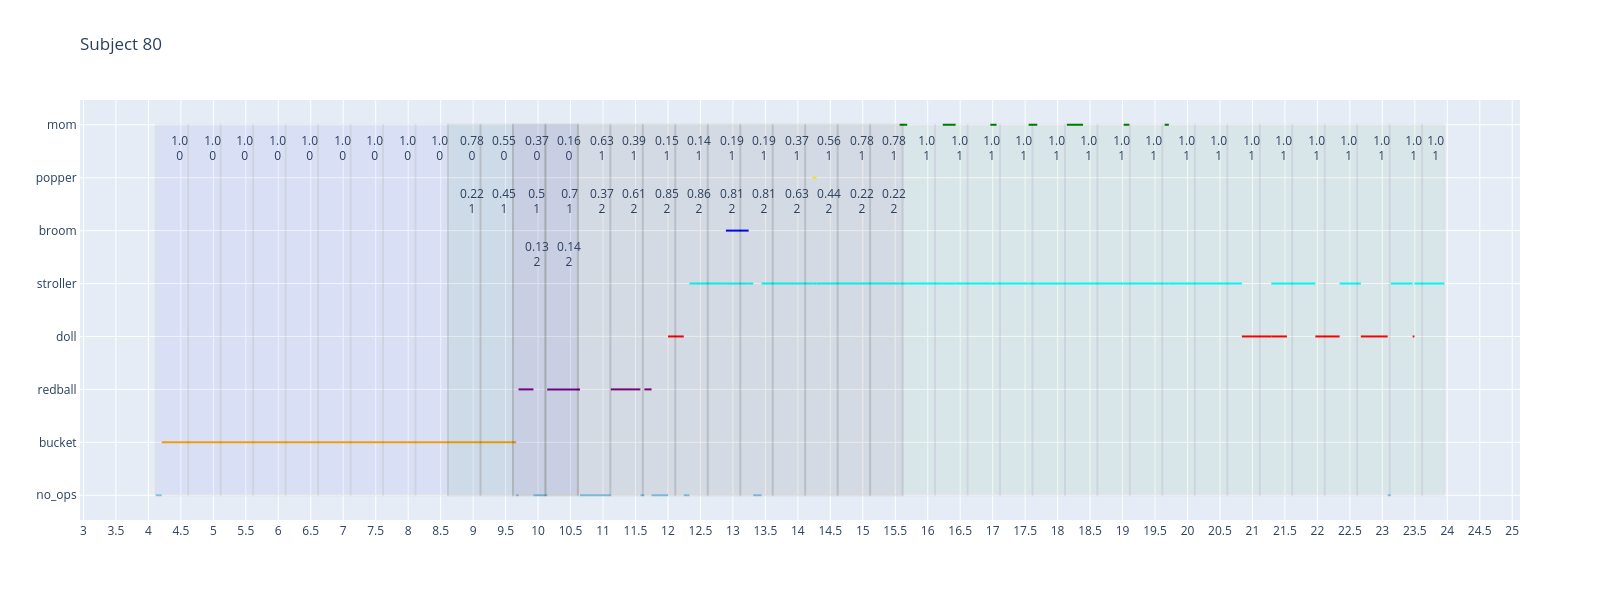 Subject 80
mom
1.0 1.0 1.0 1.0 1.0 1.0 1.0 1.0 1.0 0.78 0.55 0.37 0.16 0.63 0.39 0.15 0.14 0.19 0.19 0.37 0.56 0.78 0.78 1.0 1.0 1.0 1.0 1.0 1.0 1.0 1.0 1.0 1.0 1.0 1.0 1.0 1.0 1.0 1.0 1.0
0 0 0 0 0 0 0 0 0 0 0 0 0 1 1 1 1 1 1 1 1 1 1 1 1 1 1 1 1 1 1 1 1 1 1 1 1 1 1 1
popper
0.22 0.45 0.5 0.7 0.37 0.61 0.85 0.86 0.81 0.81 0.63 0.44 0.22 0.22
1 1 1 1 2 2 2 2 2 2 2 2 2 2
broom
0.13 0.14
2 2
stroller
doll
redball
bucket
no_ops
3 3.5 4 4.5 5 5.5 6 6.5 7 7.5 8 8.5 9 9.5 10 10.5 11 11.5 12 12.5 13 13.5 14 14.5 15 15.5 16 16.5 17 17.5 18 18.5 19 19.5 20 20.5 21 21.5 22 22.5 23 23.5 24 24.5 25